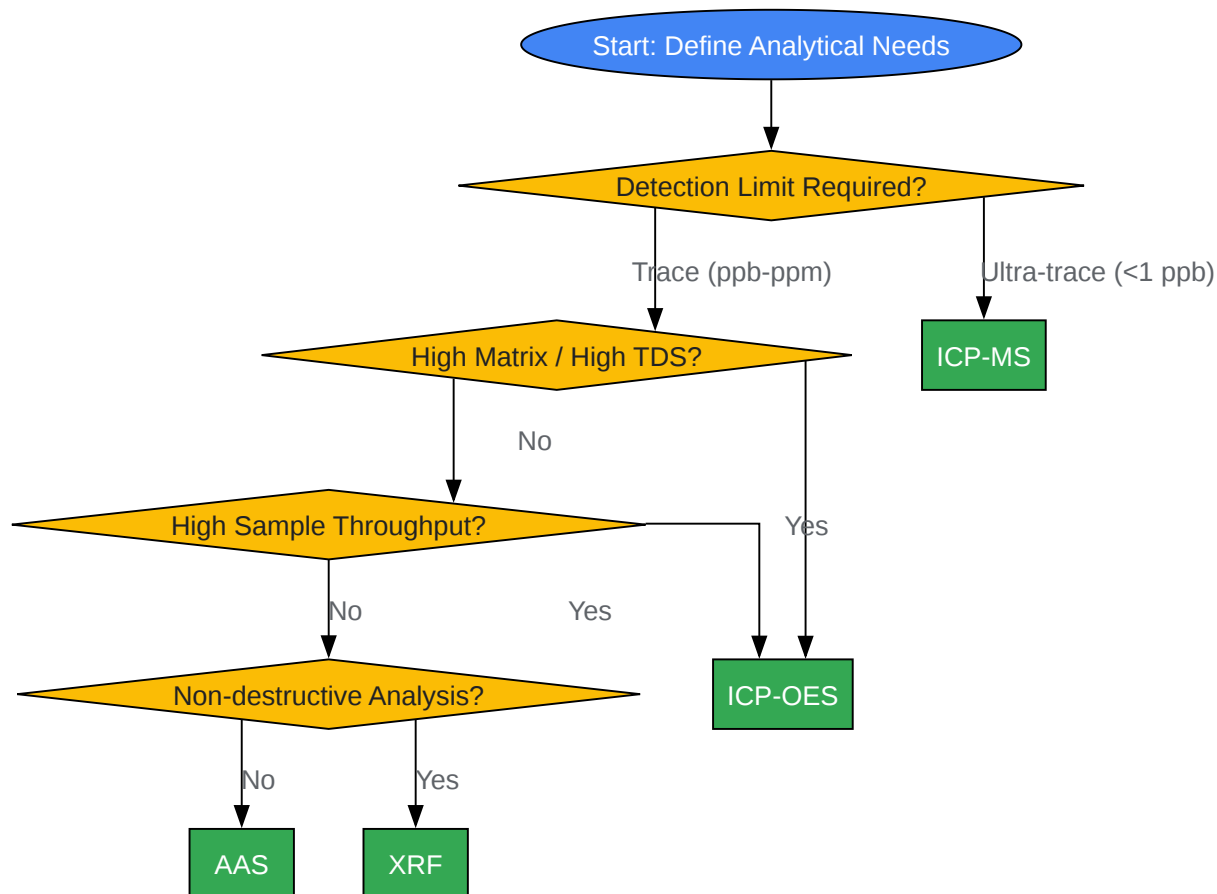 Start: Define Analytical Needs
Detection Limit Required?
Trace (ppb-ppm)
Ultra-trace (<1 ppb)
High Matrix / High TDS?
ICP-MS
No
High Sample Throughput?
Yes
No
Yes
Non-destructive Analysis?
ICP-OES
No
Yes
AAS
XRF